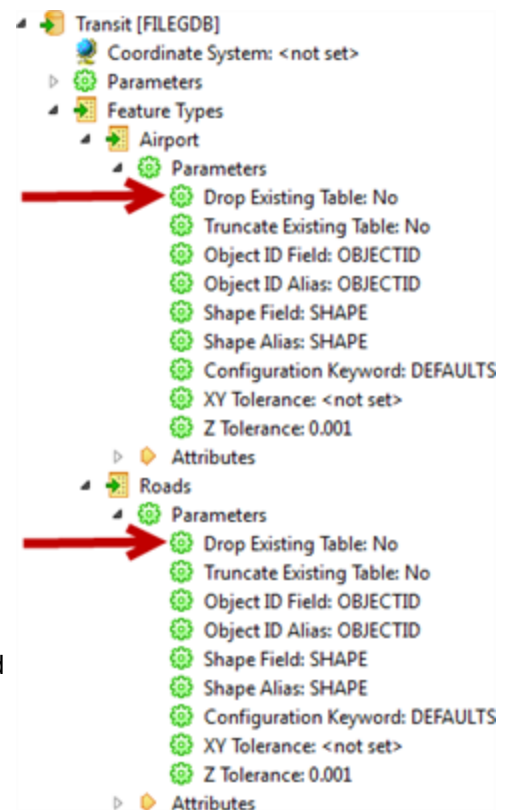 Transit [FILEGDB]
Coordinate System: <not set>
Parameters
Feature Types
Airport
Parameters
Drop Existing Table: No
Truncate Existing Table: No
Object ID Field: OBJECTID
Object ID Alias: OBJECTID
Shape Field: SHAPE
Shape Alias: SHAPE
Configuration Keyword: DEFAULTS
XY Tolerance: <not set>
Z Tolerance: 0.001
Attributes
Roads
Parameters
Drop Existing Table: No
Truncate Existing Table: No
Object ID Field: OBJECTID
Object ID Alias: OBJECTID
Shape Field: SHAPE
Shape Alias: SHAPE
Configuration Keyword: DEFAULTS
XY Tolerance: <not set>
Z Tolerance: 0.001
Attributes